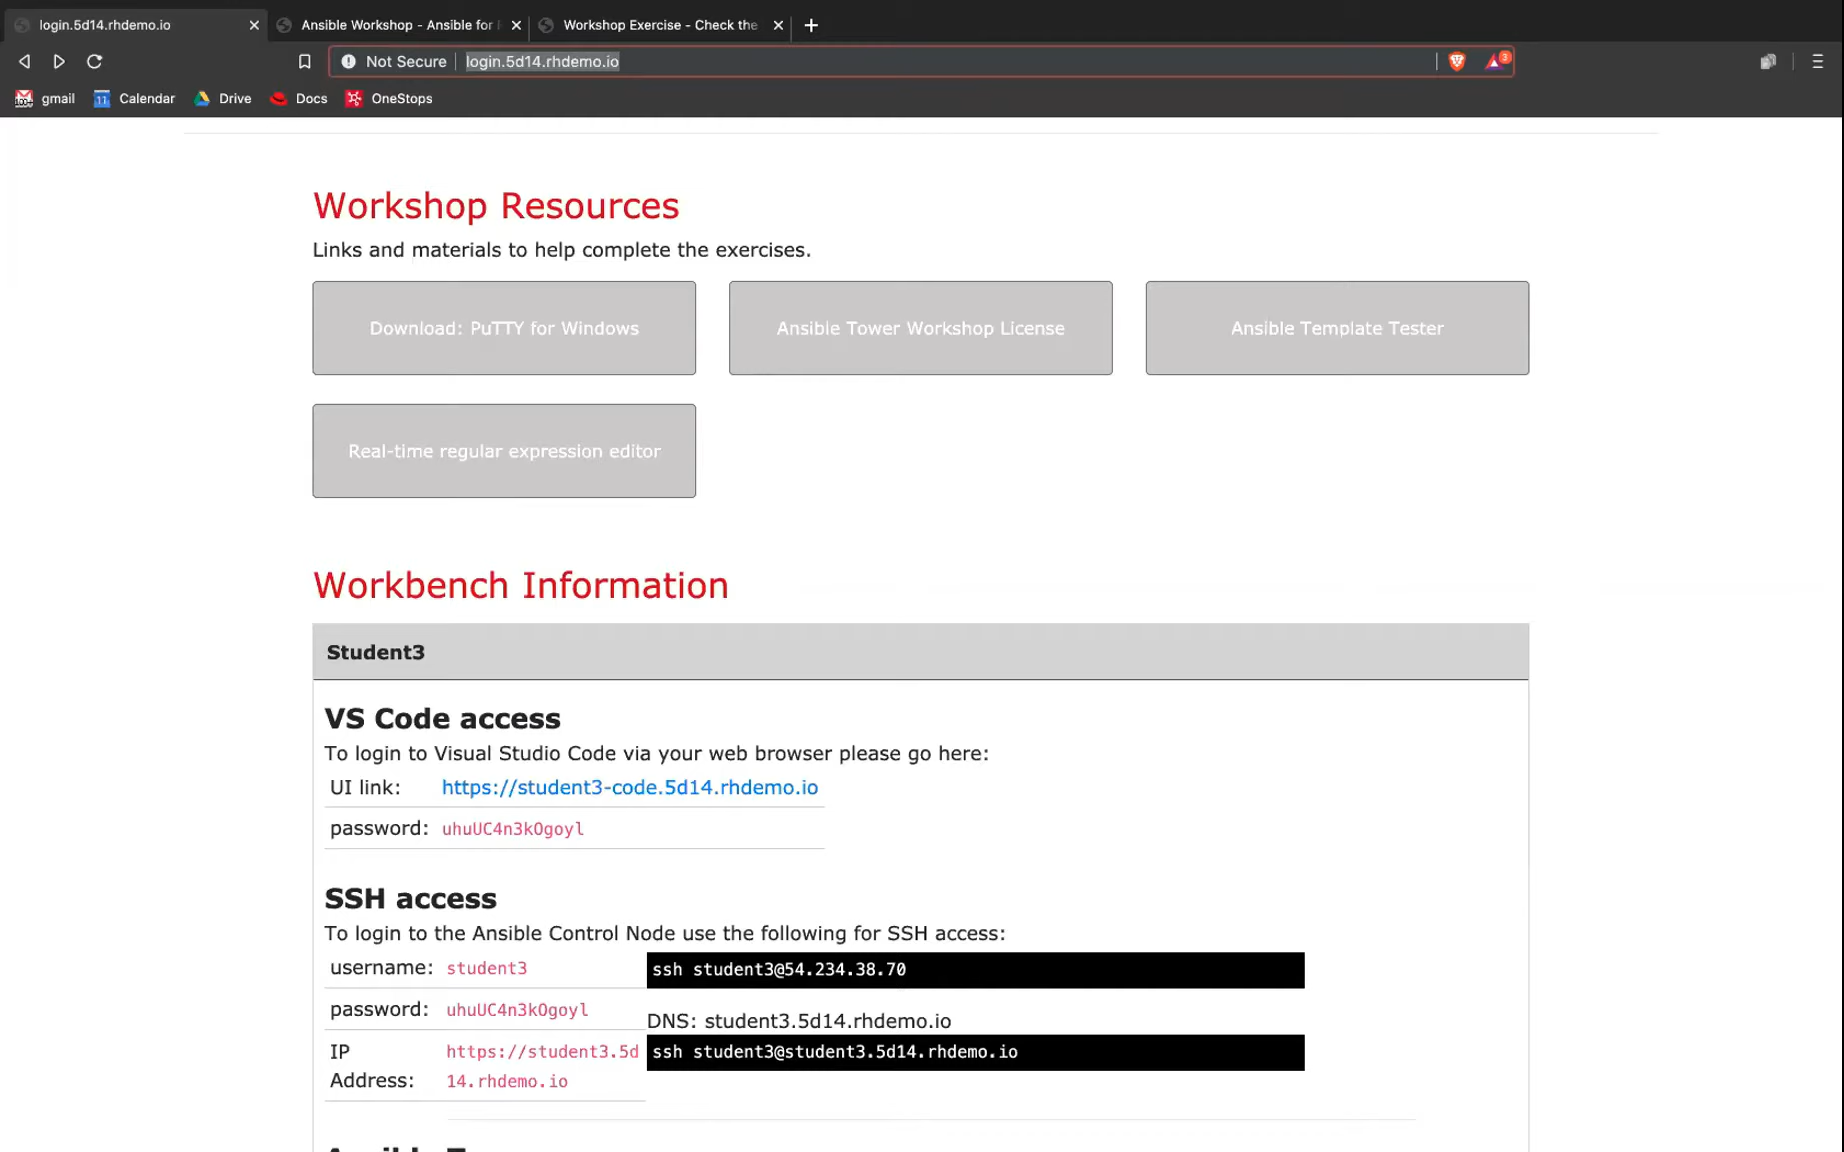 login.5d14.rhdemo.io
Ansible Workshop - Ansible for
Workshop Exercise - Check the
Not Secure
login.5d14.rhdemo.io
3
gmail
11
Calendar
Drive
Docs
OneStops
Workshop Resources
Links and materials to help complete the exercises.
Download: PuTTY for Windows
Ansible Tower Workshop License
Ansible Template Tester
Real-time regular expression editor
Workbench Information
Student3
VS Code access
To login to Visual Studio Code via your web browser please go here:
UI link: https://student3-code.5d14.rhdemo.io
password: uhuUC4n3kOgoyl
SSH access
To login to the Ansible Control Node use the following for SSH access:
username: student3
ssh student3@54.234.38.70
password: uhuUC4n3kOgoyl
DNS: student3.5d14.rhdemo.io
IP https://student3.5d
ssh student3@student3.5d14.rhdemo.io
Address: 14.rhdemo.io